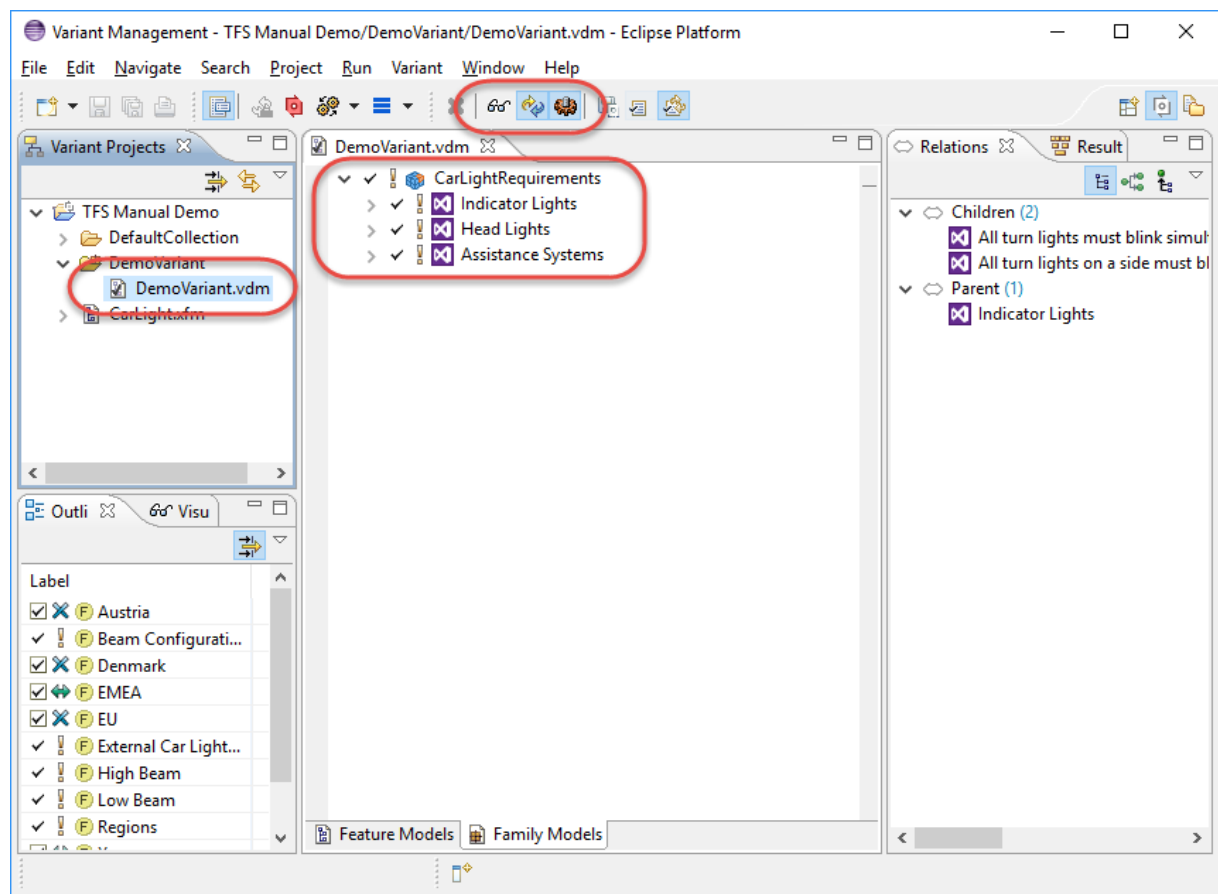 Variant Management - TFS Manual Demo/DemoVariant/DemoVariant.vdm - Eclipse Platform
File Edit Navigate Search Project Run Variant Window Help
Variant Projects
TFS Manual Demo
DefaultCollection
DemoVariant
DemoVariant.vdm
CarLight.xfm
DemoVariant.vdm
CarLightRequirements
Indicator Lights
Head Lights
Assistance Systems
Feature Models Family Models
Relations Result
Children (2)
All turn lights must blink simult
All turn lights on a side must bl
Parent (1)
Indicator Lights
Outli Visu
Label
F Austria
F Beam Configurati...
F Denmark
F EMEA
F EU
F External Car Light...
F High Beam
F Low Beam
F Regions